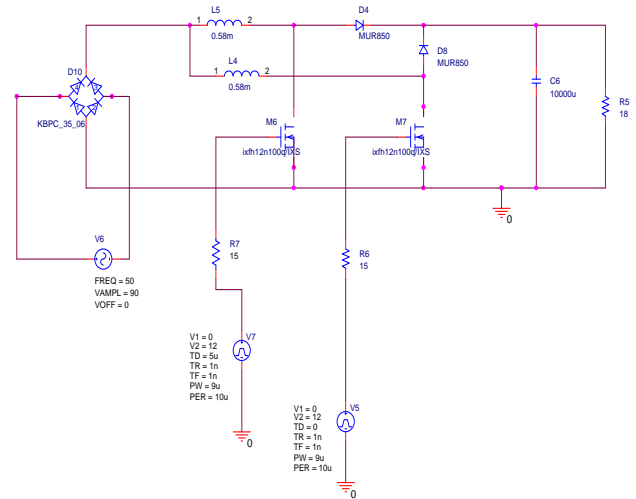 L5
1 2
0.58m
D4
MUR850
L4
1 2
0.58m
D8
MUR850
D10
KBPC_35_06
C6
10000u
R5
18
M6
ixfh12n100q/IXS
M7
ixfh12n100q/IXS
0
V6
FREQ = 50
VAMPL = 90
VOFF = 0
R7
15
R6
15
V7
V1 = 0
V2 = 12
TD = 5u
TR = 1n
TF = 1n
PW = 9u
PER = 10u
0
V5
V1 = 0
V2 = 12
TD = 0
TR = 1n
TF = 1n
PW = 9u
PER = 10u
0